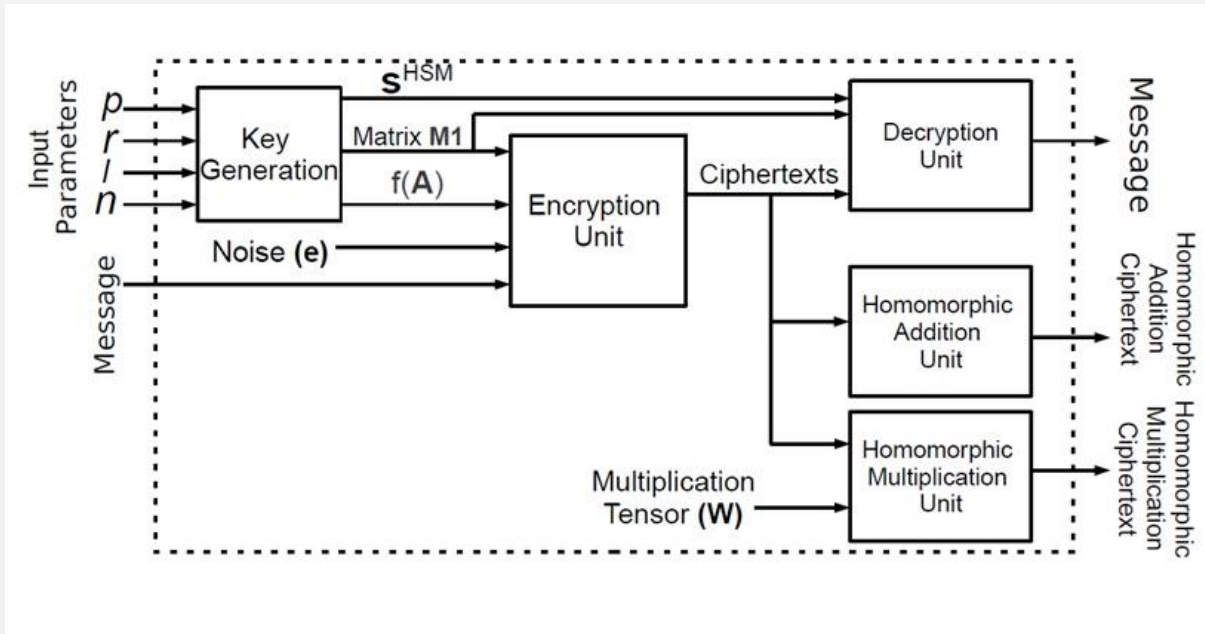 Input
Parameters
p
r
l
n
Message
Key
Generation
S^HSM
Matrix M1
f(A)
Noise (e)
Encryption
Unit
Ciphertexts
Decryption
Unit
Message
Homomorphic
Addition
Unit
Homomorphic
Addition
Ciphertext
Multiplication
Tensor (W)
Homomorphic
Multiplication
Unit
Homomorphic
Multiplication
Ciphertext